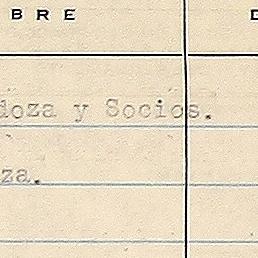 BRE D
doza y Socios.
za.